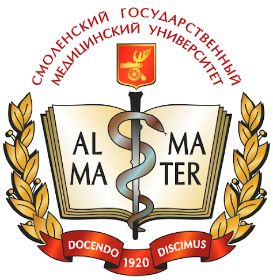 СМОЛЕНСКИЙ ГОСУДАРСТВЕННЫЙ
МЕДИЦИНСКИЙ УНИВЕРСИТЕТ
AL MA
MA TER
DOCENDO 1920 DISCIMUS